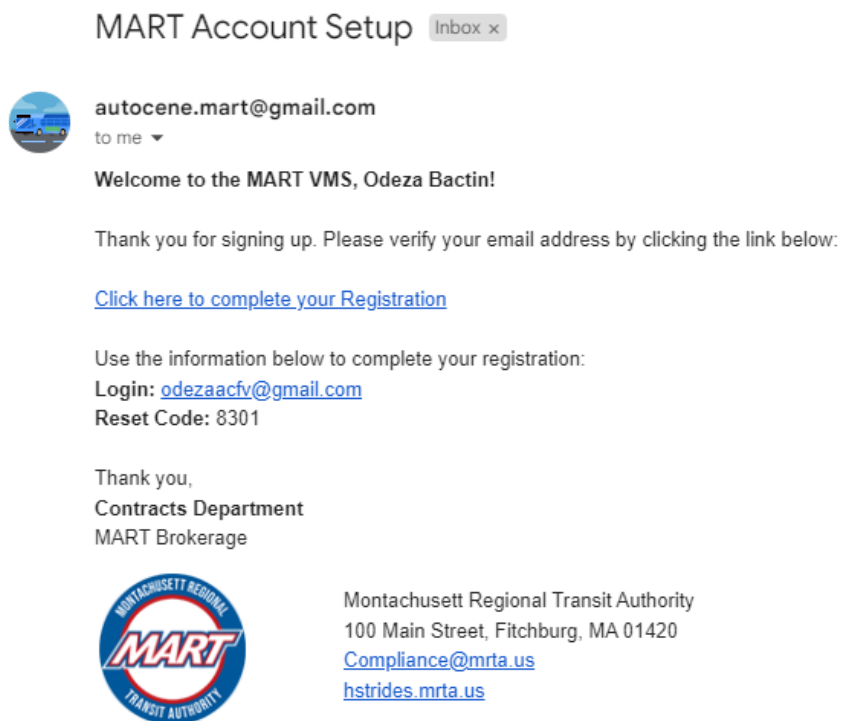 MART Account Setup Inbox ×
autocene.mart@gmail.com
to me
Welcome to the MART VMS, Odeza Bactin!
Thank you for signing up. Please verify your email address by clicking the link below:
Click here to complete your Registration
Use the information below to complete your registration:
Login: odezaacfv@gmail.com
Reset Code: 8301
Thank you,
Contracts Department
MART Brokerage
MONTACHUSETT REGIONAL
MART
TRANSIT AUTHORITY
Montachusett Regional Transit Authority
100 Main Street, Fitchburg, MA 01420
Compliance@mrta.us
hstrides.mrta.us